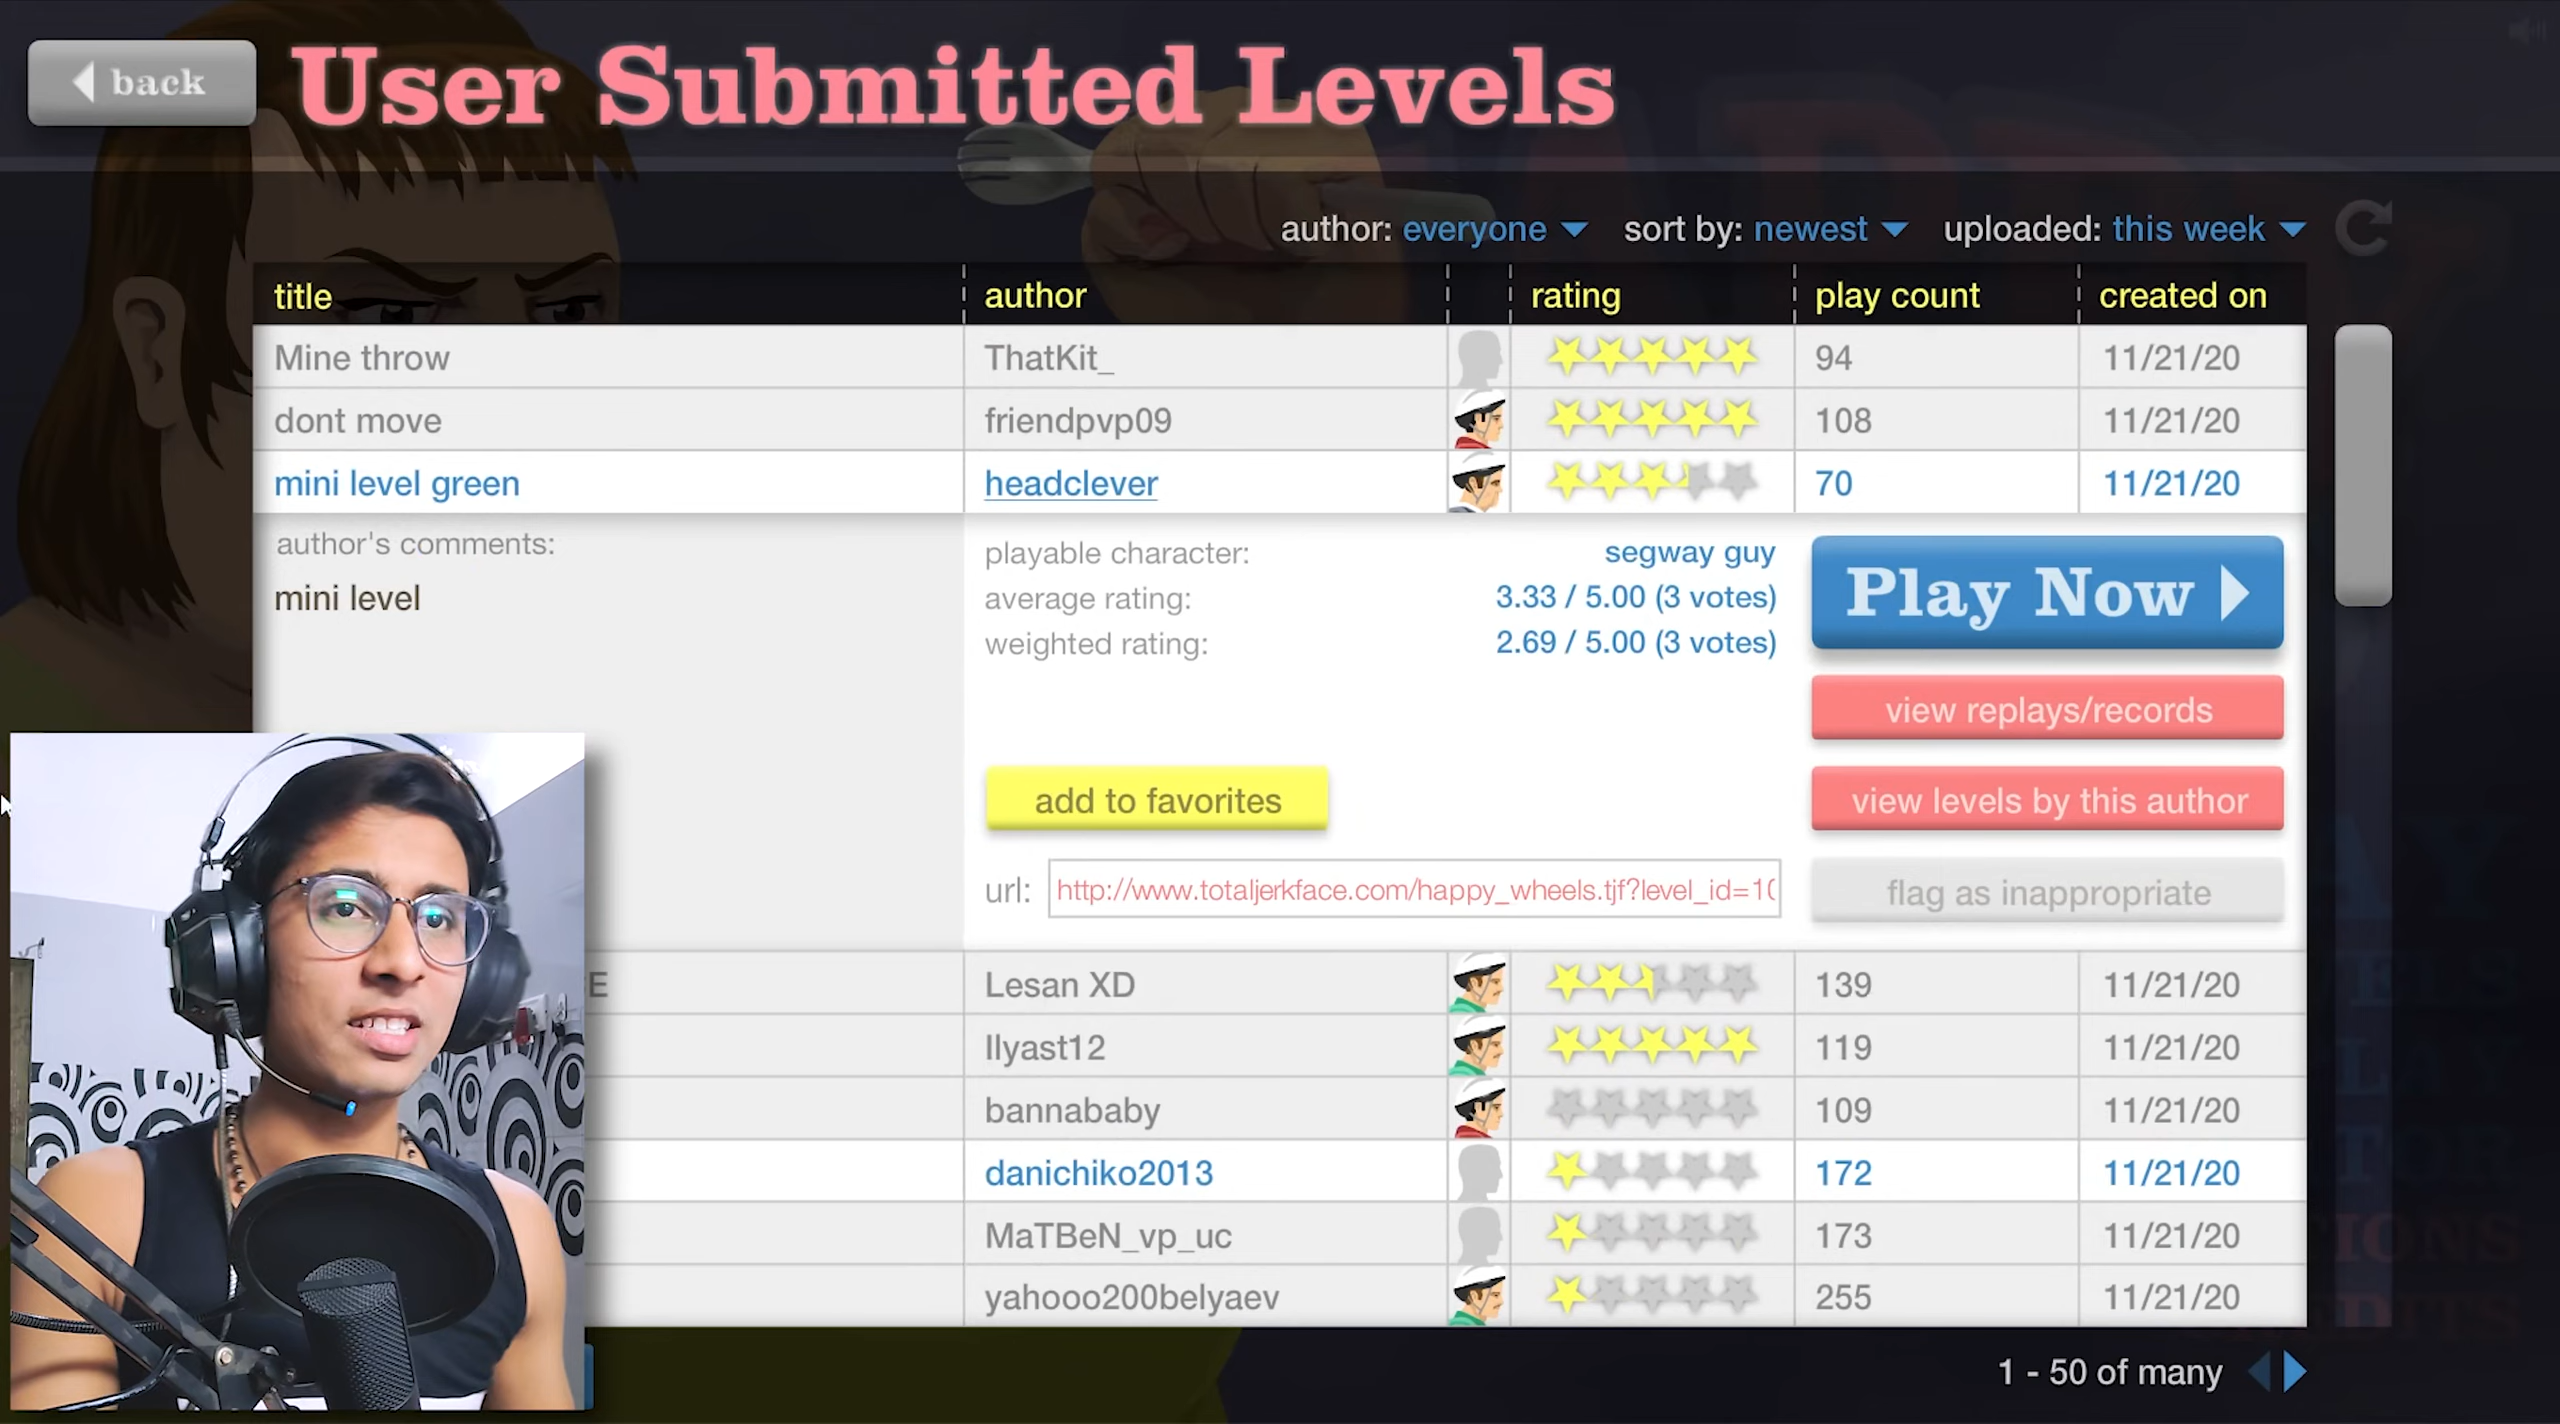 back
User Submitted Levels
author: everyone sort by: newest uploaded: this week
title author rating play count created on
Mine throw ThatKit_ 94 11/21/20
dont move friendpvp09 108 11/21/20
mini level green headclever 70 11/21/20
author's comments:
mini level
playable character: segway guy
average rating: 3.33 / 5.00 (3 votes)
weighted rating: 2.69 / 5.00 (3 votes)
Play Now
view replays/records
add to favorites
view levels by this author
url: http://www.totaljerkface.com/happy_wheels.tjf?level_id=1(
flag as inappropriate
E Lesan XD 139 11/21/20
Ilyast12 119 11/21/20
bannababy 109 11/21/20
danichiko2013 172 11/21/20
MaTBeN_vp_uc 173 11/21/20
yahooo200belyaev 255 11/21/20
1 - 50 of many